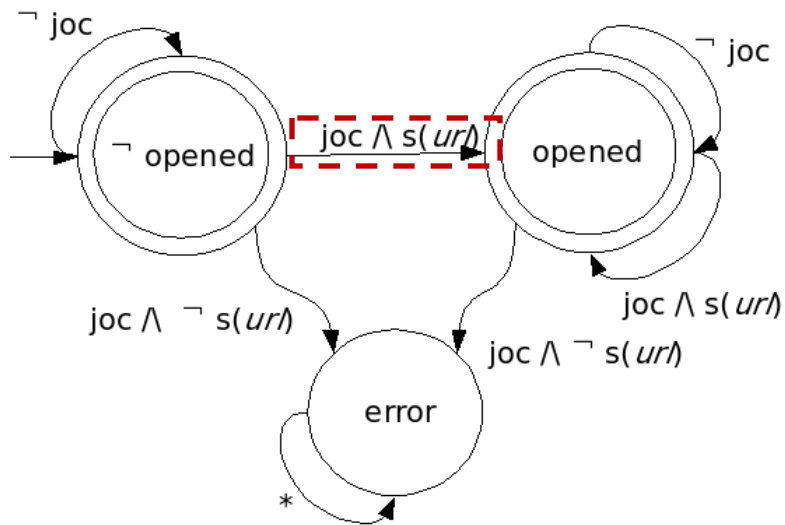 ¬ joc
¬ joc
joc /\ s(url)
¬ opened
opened
joc /\ s(url)
joc /\ ¬ s(url)
joc /\ ¬ s(url)
error
*